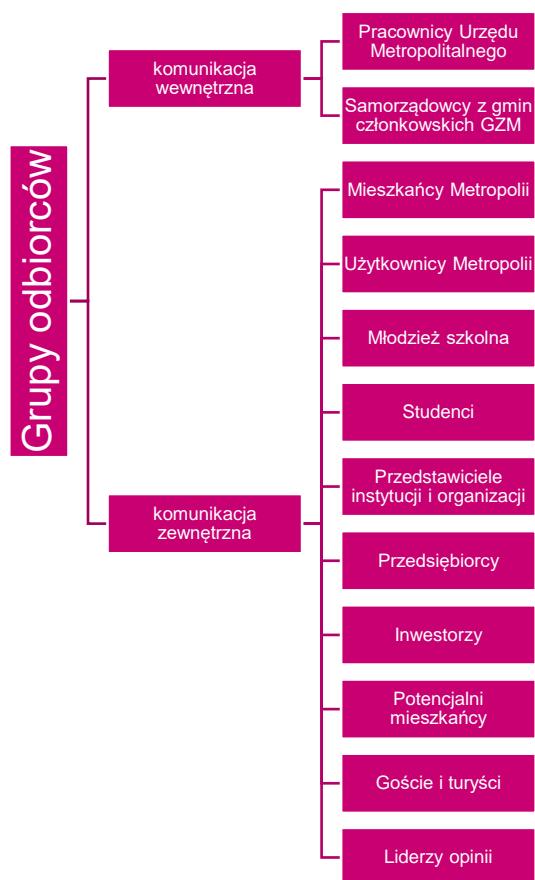 Grupy odbiorców
komunikacja
wewnętrzna
Pracownicy Urzędu
Metropolitalnego
Samorządowcy z gmin
członkowskich GZM
komunikacja
zewnętrzna
Mieszkańcy Metropolii
Użytkownicy Metropolii
Młodzież szkolna
Studenci
Przedstawiciele
instytucji i organizacji
Przedsiębiorcy
Inwestorzy
Potencjalni
mieszkańcy
Goście i turyści
Liderzy opinii